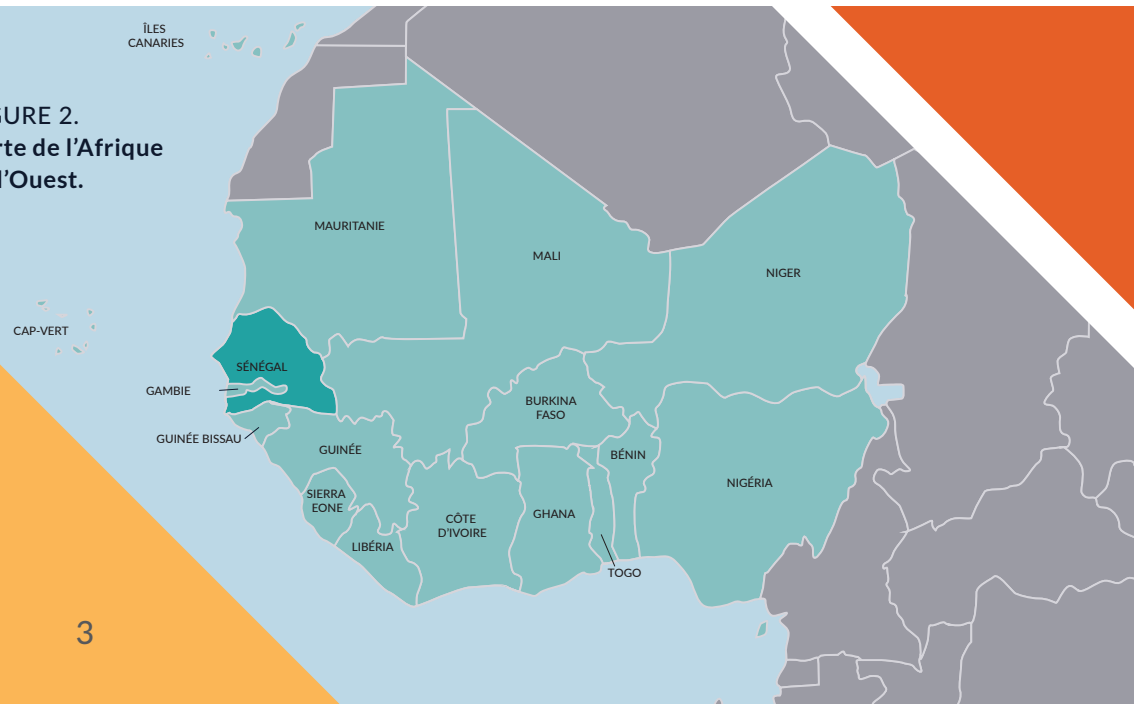 ÎLES
CANARIES
GURE 2.
rte de l'Afrique
l'Ouest.
MAURITANIE
MALI
NIGER
CAP-VERT
SÉNÉGAL
GAMBIE
BURKINA
FASO
GUINÉE BISSAU
GUINÉE
BÉNIN
NIGÉRIA
SIERRA
EONE
GHANA
CÔTE
D'IVOIRE
LIBÉRIA
TOGO
3